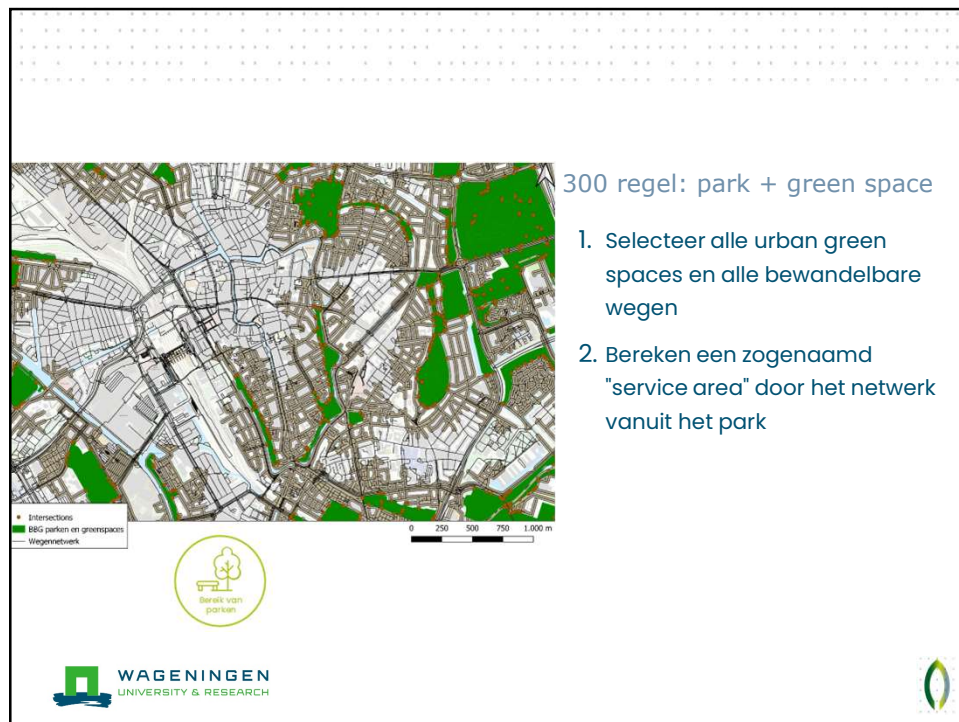 300 regel: park + green space
1. Selecteer alle urban green
spaces en alle bewandelbare
wegen
2. Bereken een zogenaamd
"service area" door het netwerk
vanuit het park
Intersections
BBG parken en greenspaces
Wegennetwerk
0 250 500 750 1.000 m
Bereik van
parken
WAGENINGEN
UNIVERSITY & RESEARCH